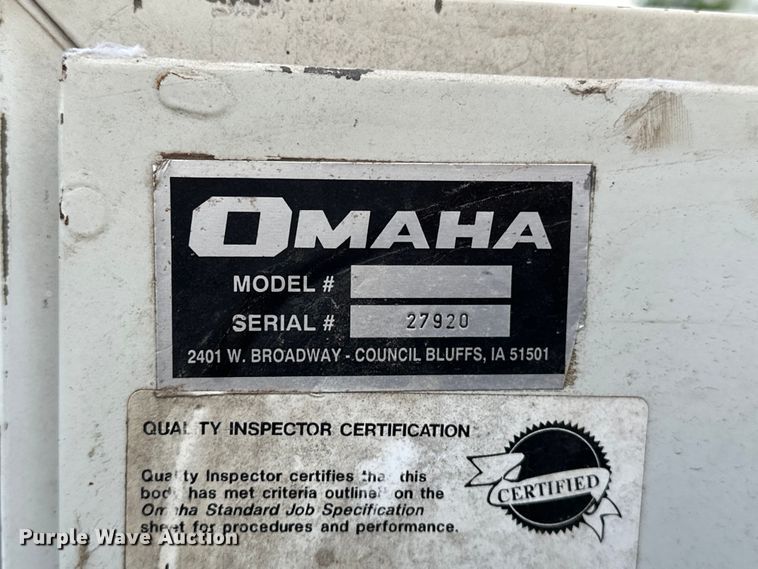 OMAHA
MODEL #
SERIAL # 27920
2401 W. BROADWAY - COUNCIL BLUFFS, IA 51501
QUALITY INSPECTOR CERTIFICATION
Quality Inspector certifies that this
body has met criteria outlined on the
Omaha Standard Job Specification
sheet for procedures and performance.
CERTIFIED
Purple Wave Auction